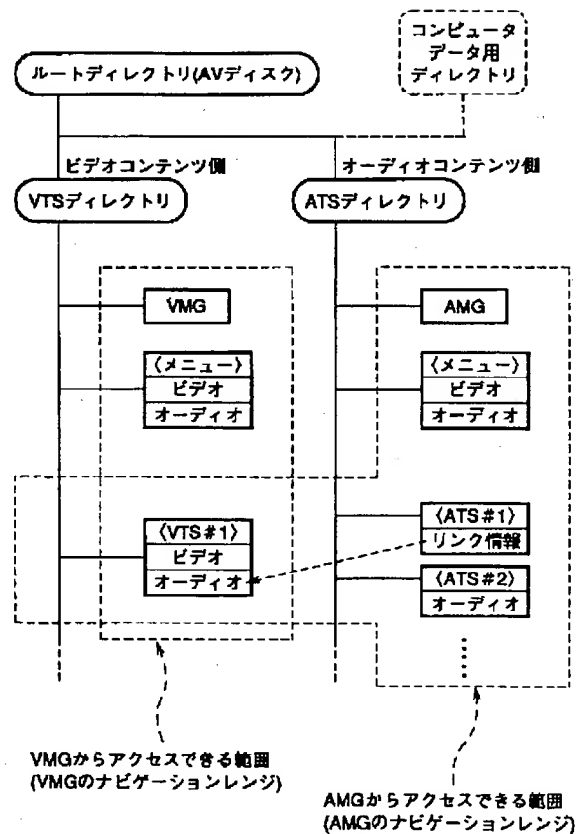 コンピュータ
データ用
ディレクトリ
ルートディレクトリ(AVディスク)
ビデオコンテンツ側
オーディオコンテンツ側
VTSディレクトリ
ATSディレクトリ
VMG
AMG
〈メニュー〉
ビデオ
オーディオ
〈メニュー〉
ビデオ
オーディオ
〈VTS#1〉
ビデオ
オーディオ
〈ATS#1〉
リンク情報
〈ATS#2〉
オーディオ
VMGからアクセスできる範囲
(VMGのナビゲーションレンジ)
AMGからアクセスできる範囲
(AMGのナビゲーションレンジ)